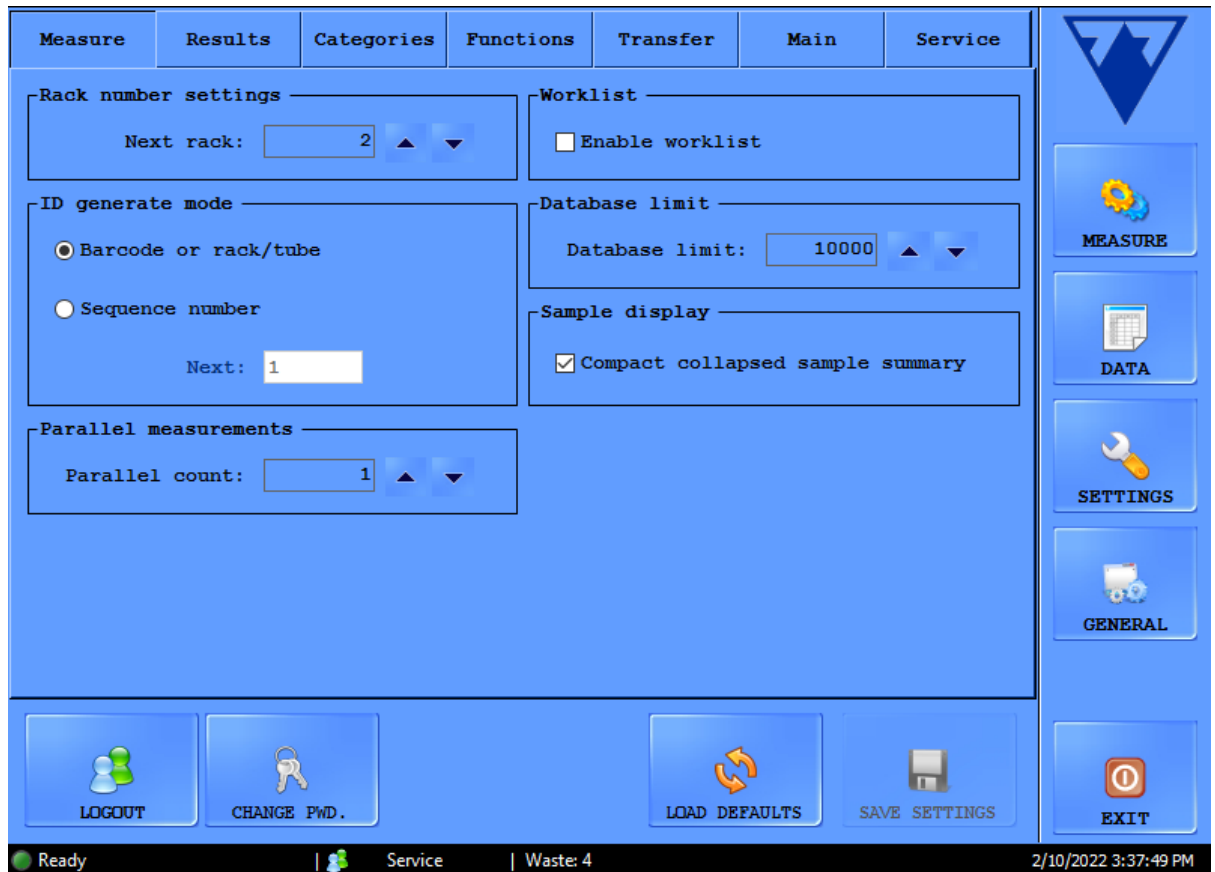 Measure Results Categories Functions Transfer Main Service
Rack number settings
Next rack: 2
ID generate mode
Barcode or rack/tube
Sequence number
Next: 1
Parallel measurements
Parallel count: 1
Worklist
Enable worklist
Database limit
Database limit: 10000
Sample display
Compact collapsed sample summary
MEASURE
DATA
SETTINGS
GENERAL
LOGOUT
CHANGE PWD.
LOAD DEFAULTS
SAVE SETTINGS
EXIT
Ready | Service | Waste: 4 2/10/2022 3:37:49 PM